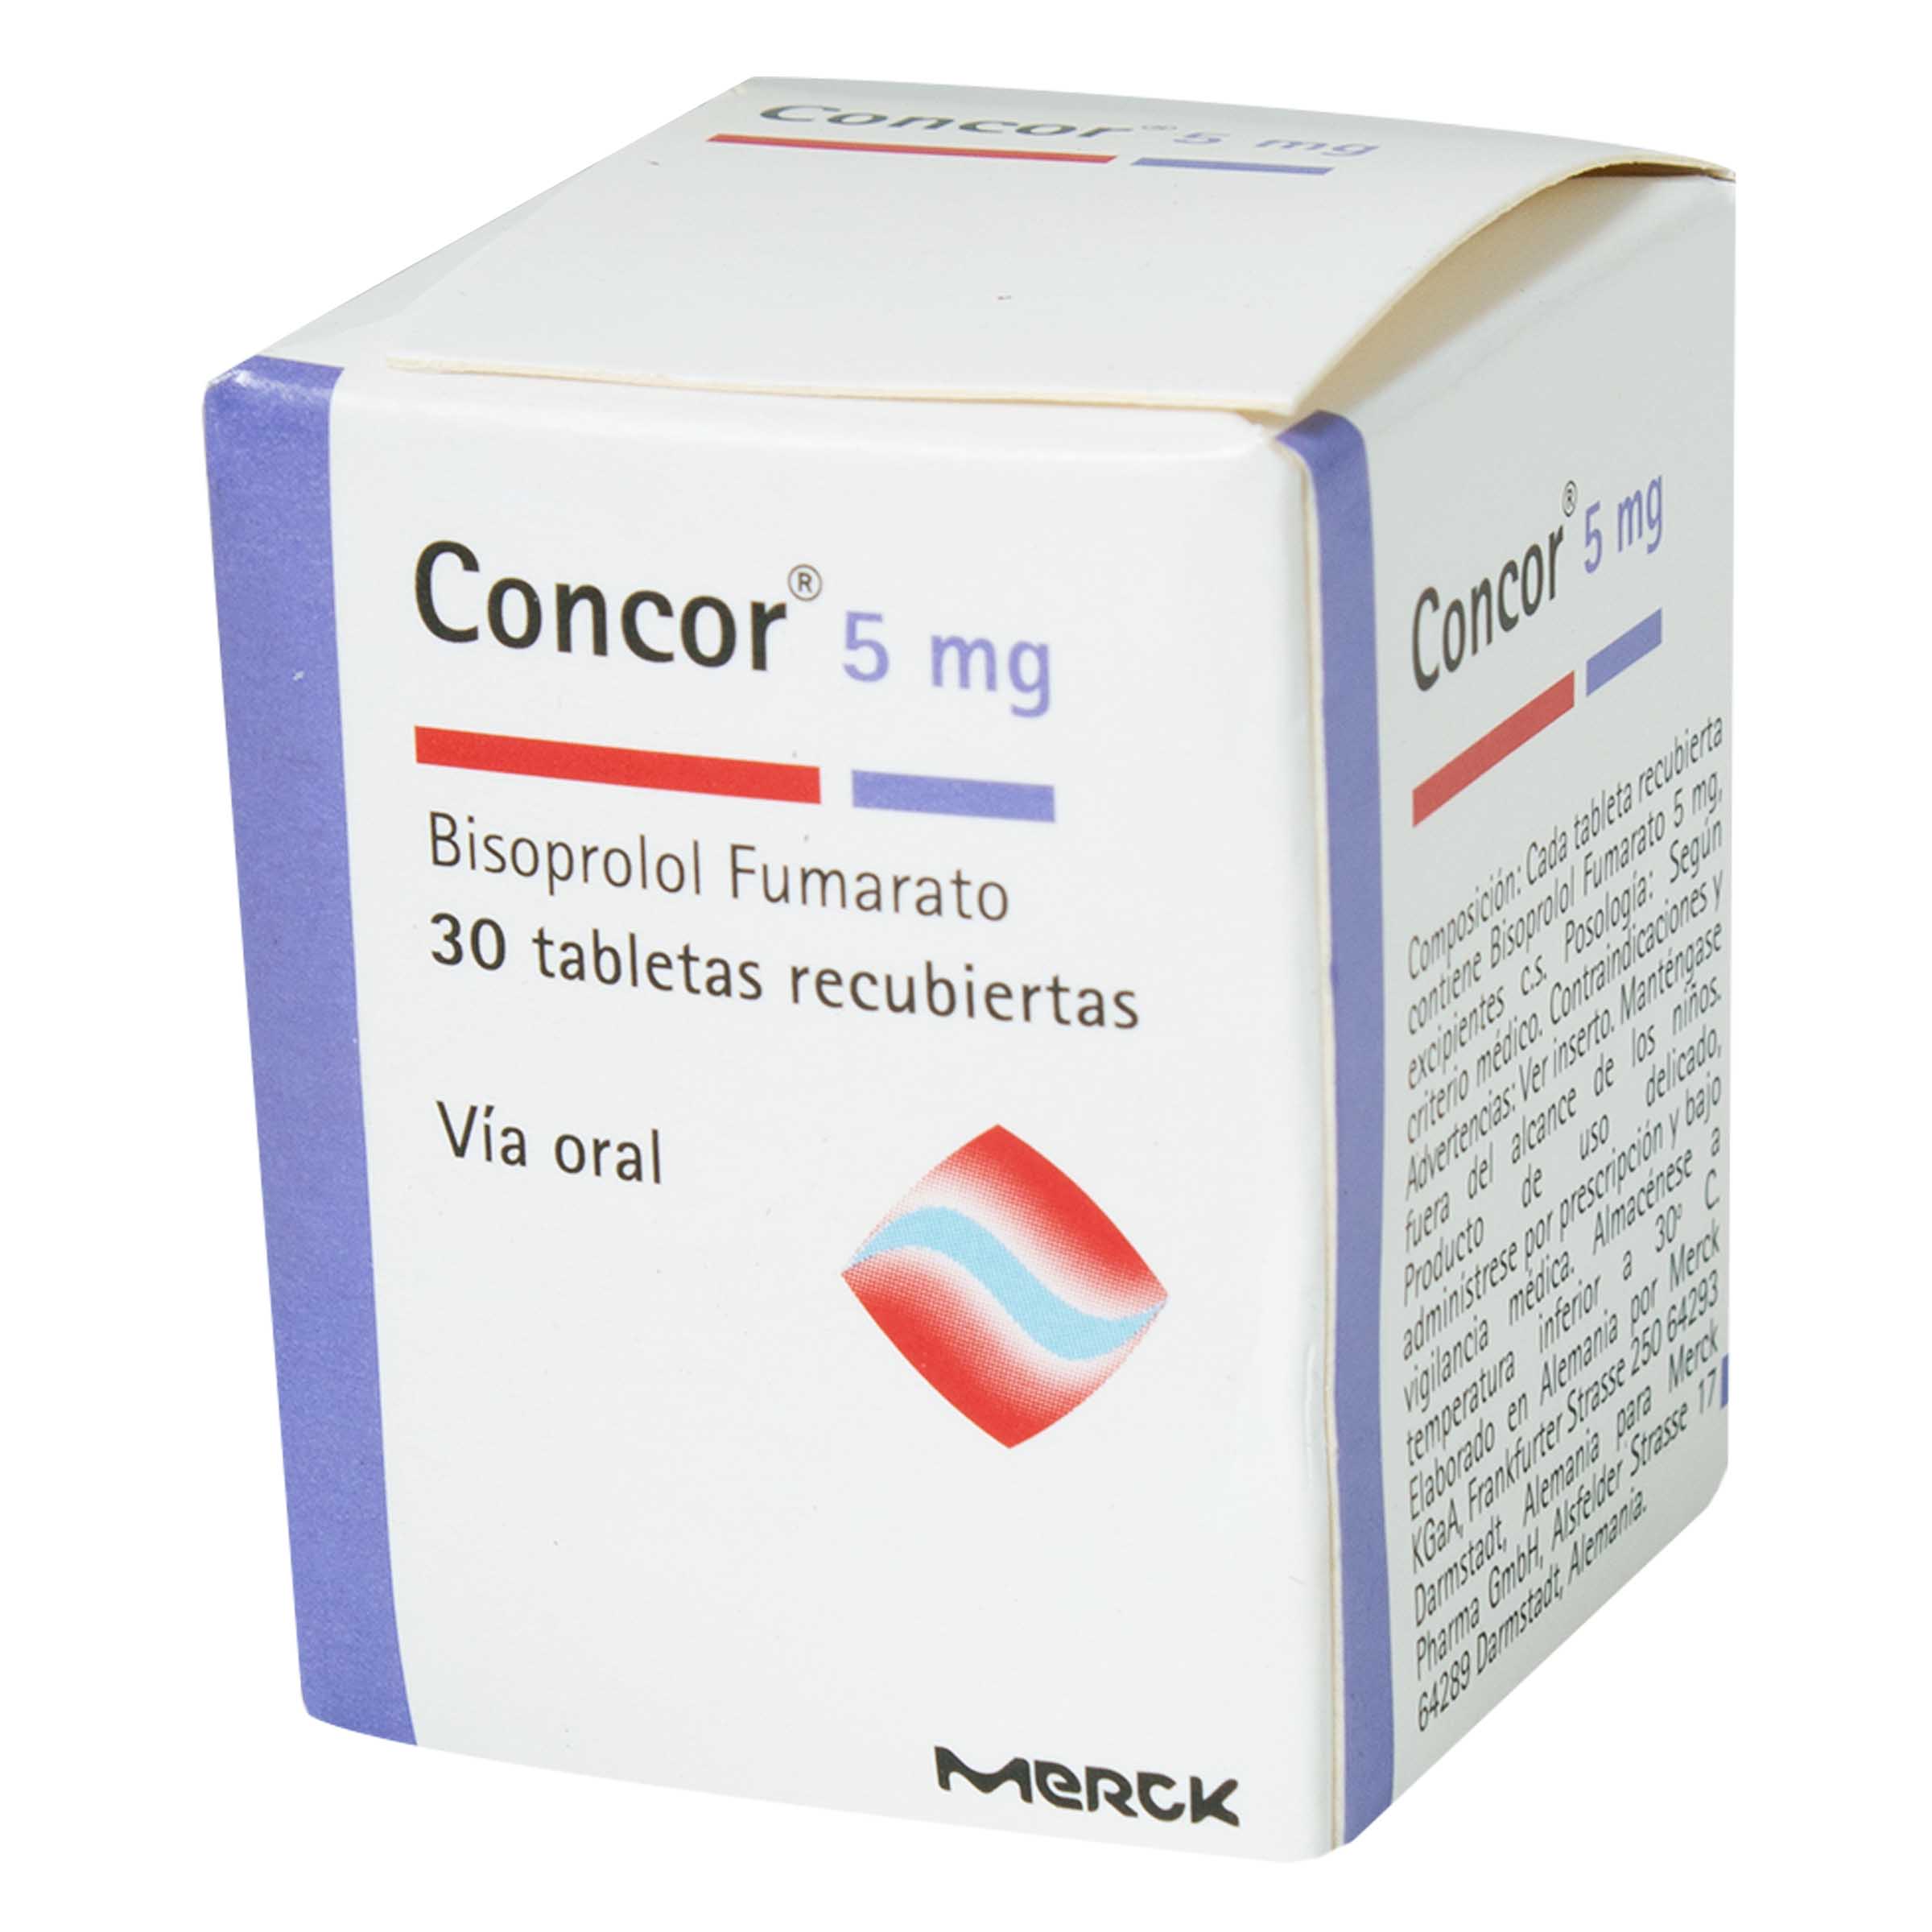 Concor® 5 mg
Concor® 5 mg
Bisoprolol Fumarato
30 tabletas recubiertas
Vía oral
MERCK
Concor® 5 mg
Composición: Cada tableta recubierta
contiene Bisoprolol Fumarato 5 mg,
excipientes c.s. Posología: Según
criterio médico. Contraindicaciones y
Advertencias: Ver inserto. Manténgase
fuera del alcance de los niños.
Producto de uso delicado,
adminístrese por prescripción y bajo
vigilancia médica. Almacénese a
temperatura inferior a 30º C.
Elaborado en Alemania por Merck
KGaA, Frankfurter Strasse 250 64293
Darmstadt, Alemania para Merck
Pharma GmbH, Alsfelder Strasse 17
64289 Darmstadt, Alemania.